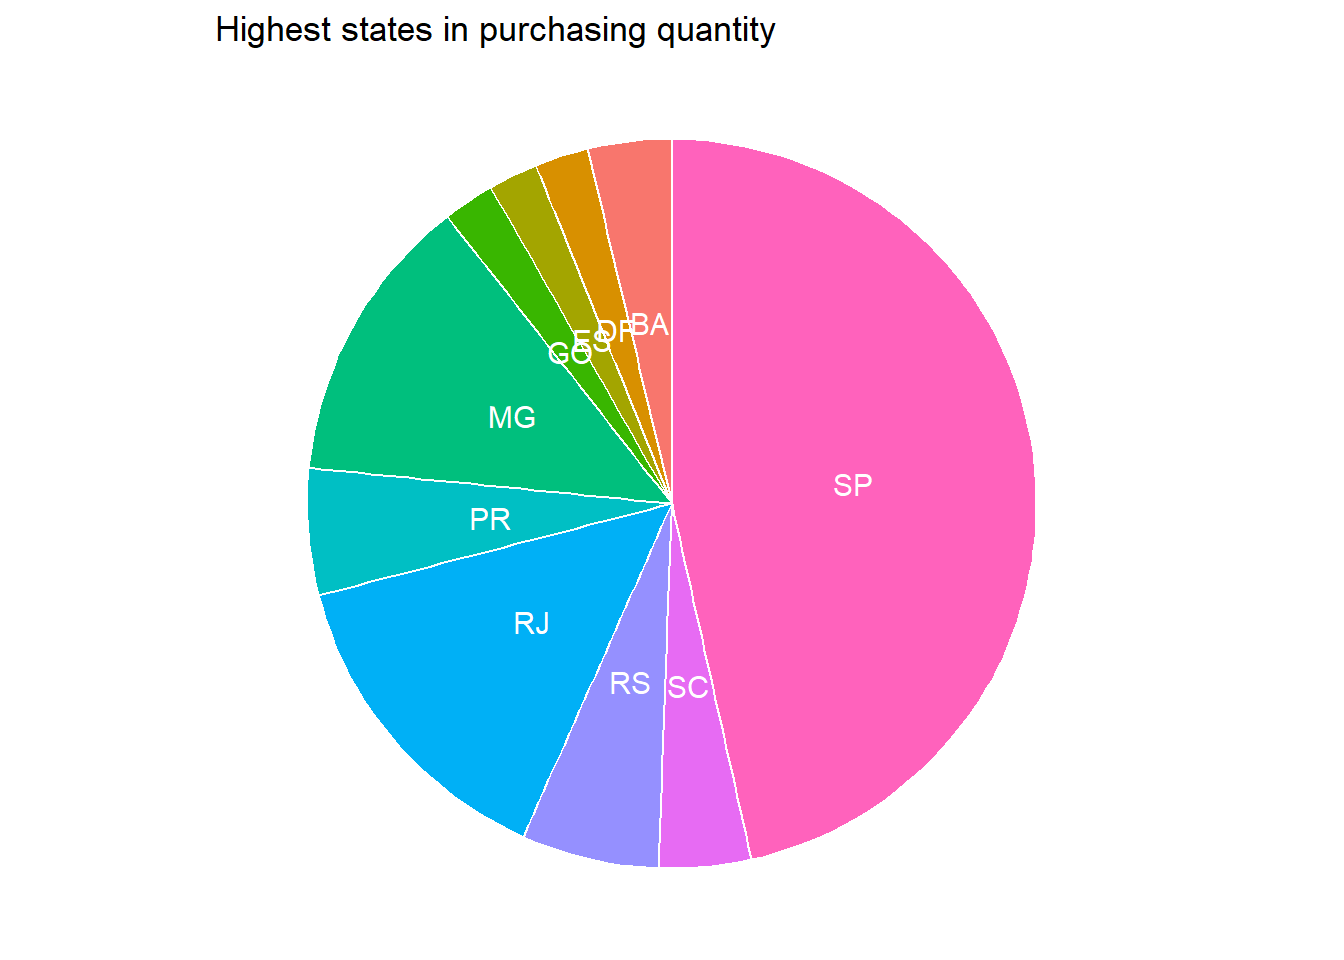 Highest states in purchasing quantity
BA
DF
ES
GO
MG
SP
PR
RJ
RS
SC